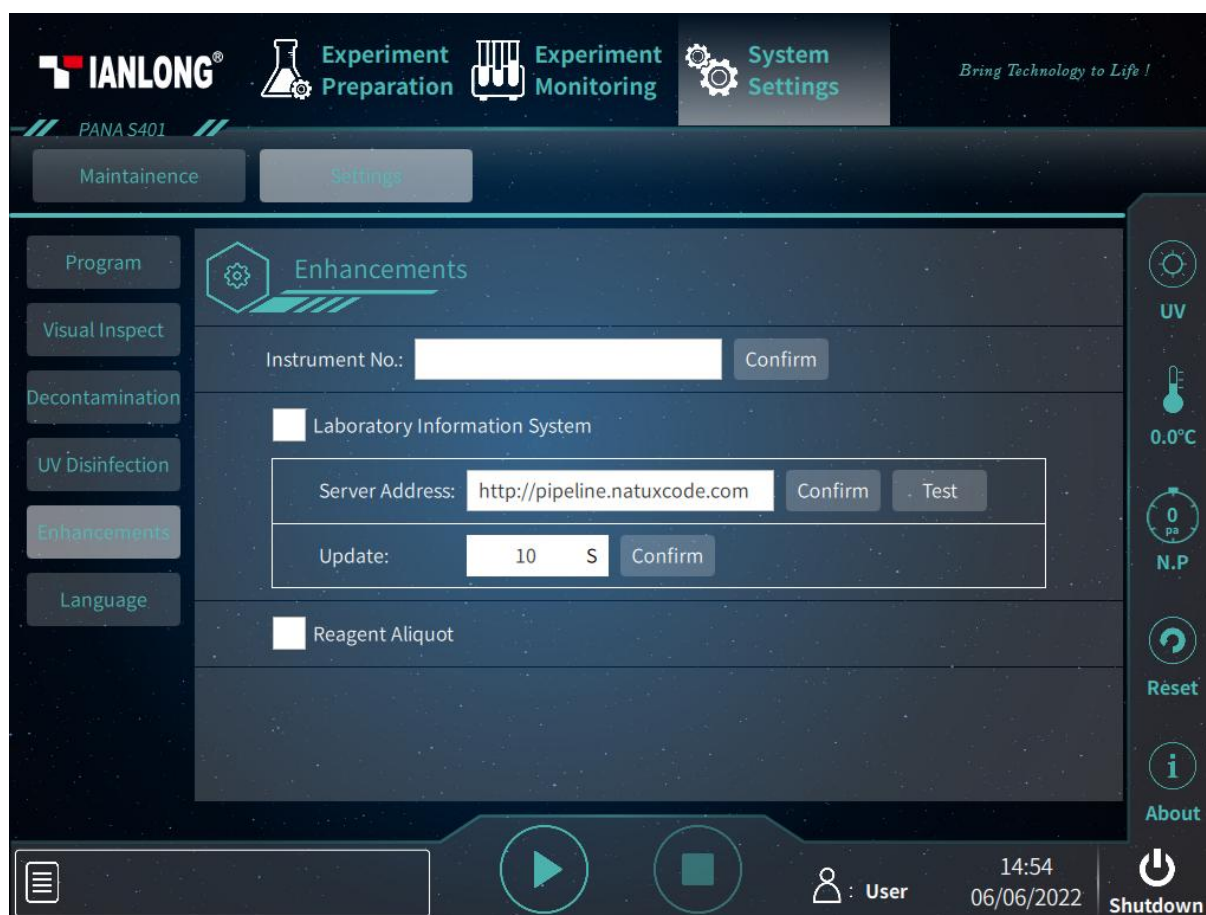 TIANLONG®
Experiment
Preparation
Experiment
Monitoring
System
Settings
Bring Technology to Life !
PANA S401
Maintainence
Settings
Program
Visual Inspect
Decontamination
UV Disinfection
Enhancements
Language
Enhancements
Instrument No.:
Confirm
Laboratory Information System
Server Address: http://pipeline.natuxcode.com Confirm Test
Update: 10 S Confirm
Reagent Aliquot
UV
0.0°C
0
pa
N.P
Reset
i
About
: User
14:54
06/06/2022
Shutdown